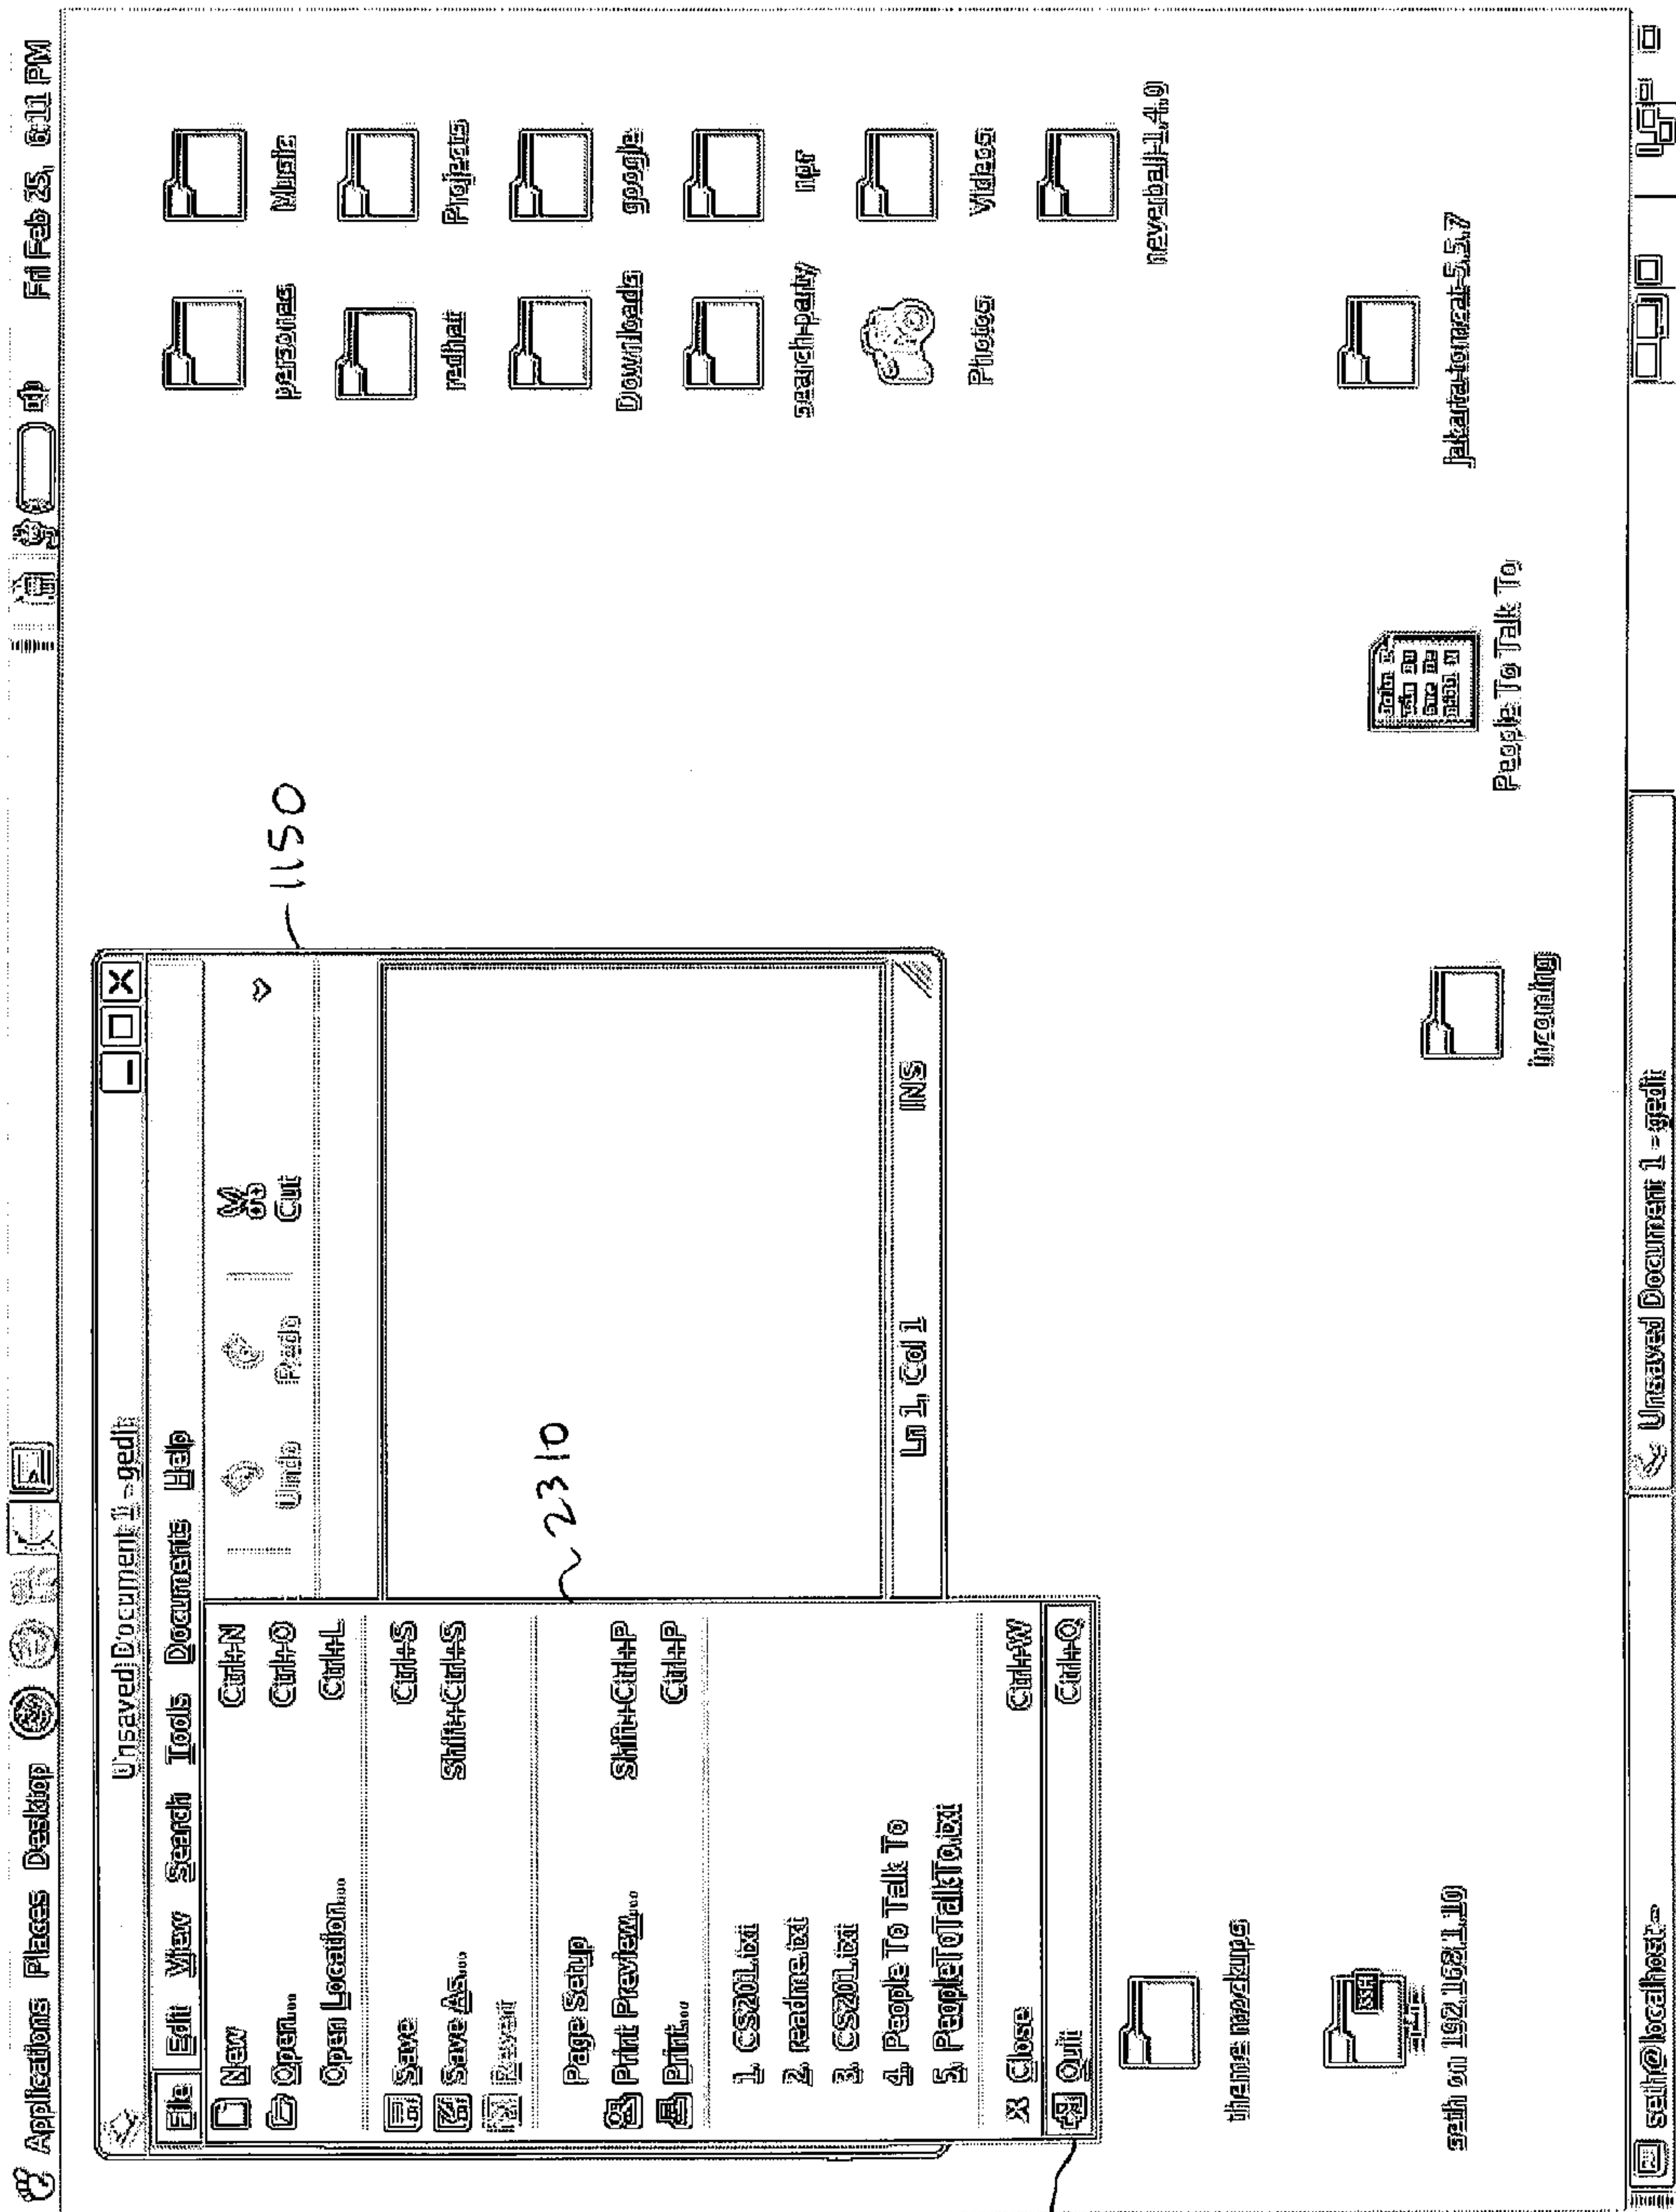 Applications Places Desktop
Fri Feb 25, 6:11 PM
Unsaved Document 1 - gedit
File Edit View Search Tools Documents Help
New Ctrl+N
Open... Ctrl+O
Open Location... Ctrl+L
Save Ctrl+S
Save As... Shift+Ctrl+S
Revert
Page Setup
Print Preview... Shift+Ctrl+P
Print... Ctrl+P
1. CS201.txt
2. readme.txt
3. CS201.txt
4. People To Talk To
5. PeopleToTalkTo.txt
Close Ctrl+W
Quit Ctrl+Q
Undo Redo Cut
Ln 1, Col 1 INS
1150
2310
personas Music
redhat Projects
Downloads google
search-party npr
Photos Videos
neverball-1.4.0
jakarta-tomcat-5.5.7
People To Talk To
incoming
theme mockups
SSH
seth on 192.168.1.10
seth@localhost:~
Unsaved Document 1 - gedit